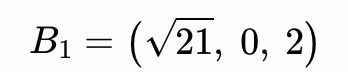 B₁ = (√21, 0, 2)